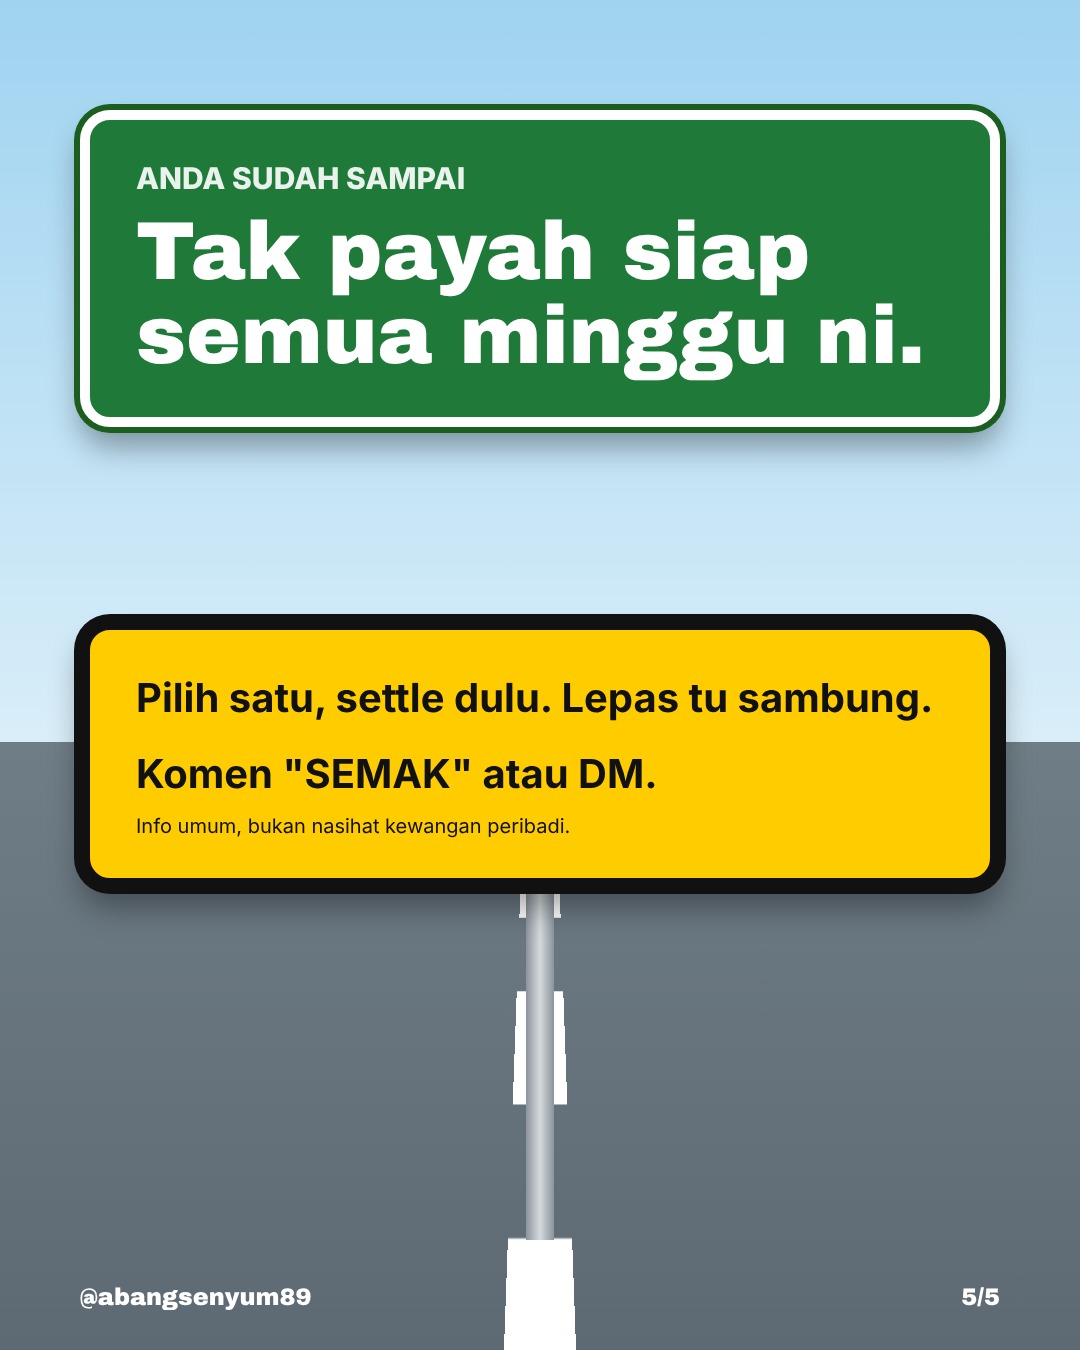 ANDA SUDAH SAMPAI
Tak payah siap
semua minggu ni.
Pilih satu, settle dulu. Lepas tu sambung.
Komen "SEMAK" atau DM.
Info umum, bukan nasihat kewangan peribadi.
@abangsenyum89
5/5